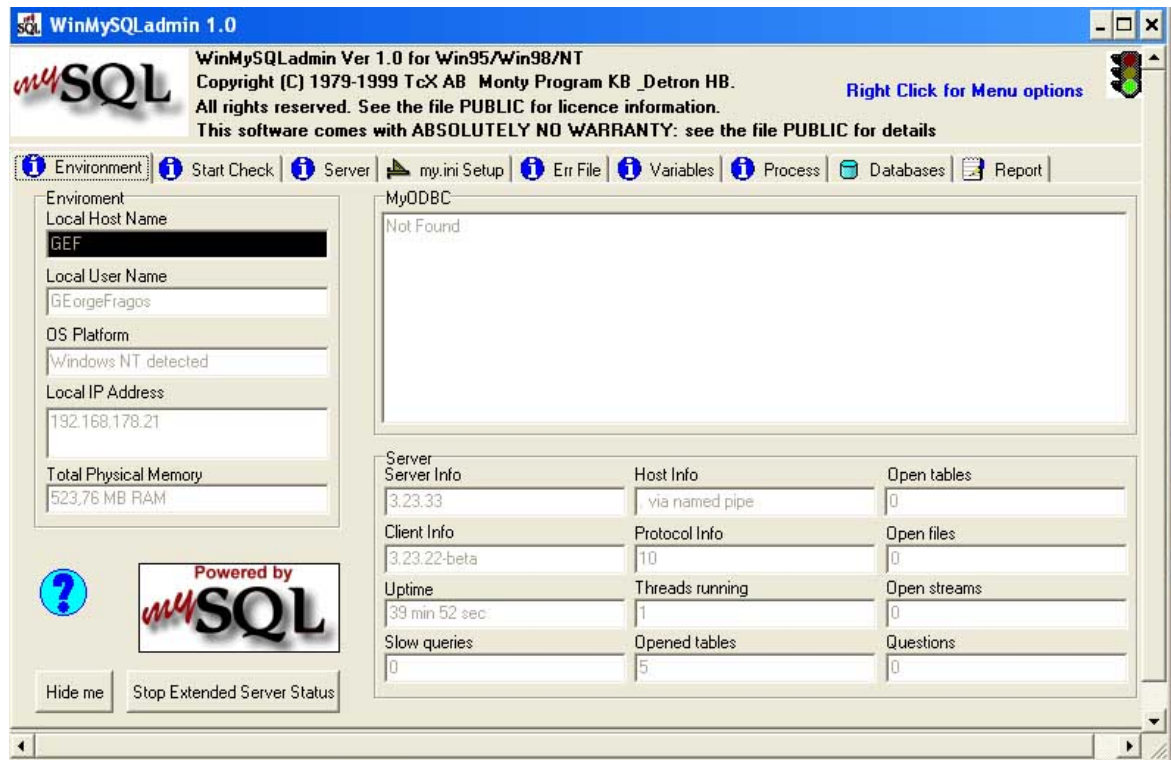 WinMySQLadmin 1.0
WinMySQLadmin Ver 1.0 for Win95/Win98/NT
Copyright (C) 1979-1999 TcX AB Monty Program KB _Detron HB.
All rights reserved. See the file PUBLIC for licence information.
This software comes with ABSOLUTELY NO WARRANTY: see the file PUBLIC for details
mySQL
Right Click for Menu options
Environment Start Check Server my.ini Setup Err File Variables Process Databases Report
Enviroment
Local Host Name
GEF
Local User Name
GEorgeFragos
OS Platform
Windows NT detected
Local IP Address
192.168.178.21
Total Physical Memory
523,76 MB RAM
MyODBC
Not Found
Server
Server Info Host Info Open tables
3.23.33 . via named pipe 0
Client Info Protocol Info Open files
3.23.22-beta 10 0
Uptime Threads running Open streams
39 min 52 sec 1 0
Slow queries Opened tables Questions
0 5 0
?
Powered by
mySQL
Hide me Stop Extended Server Status